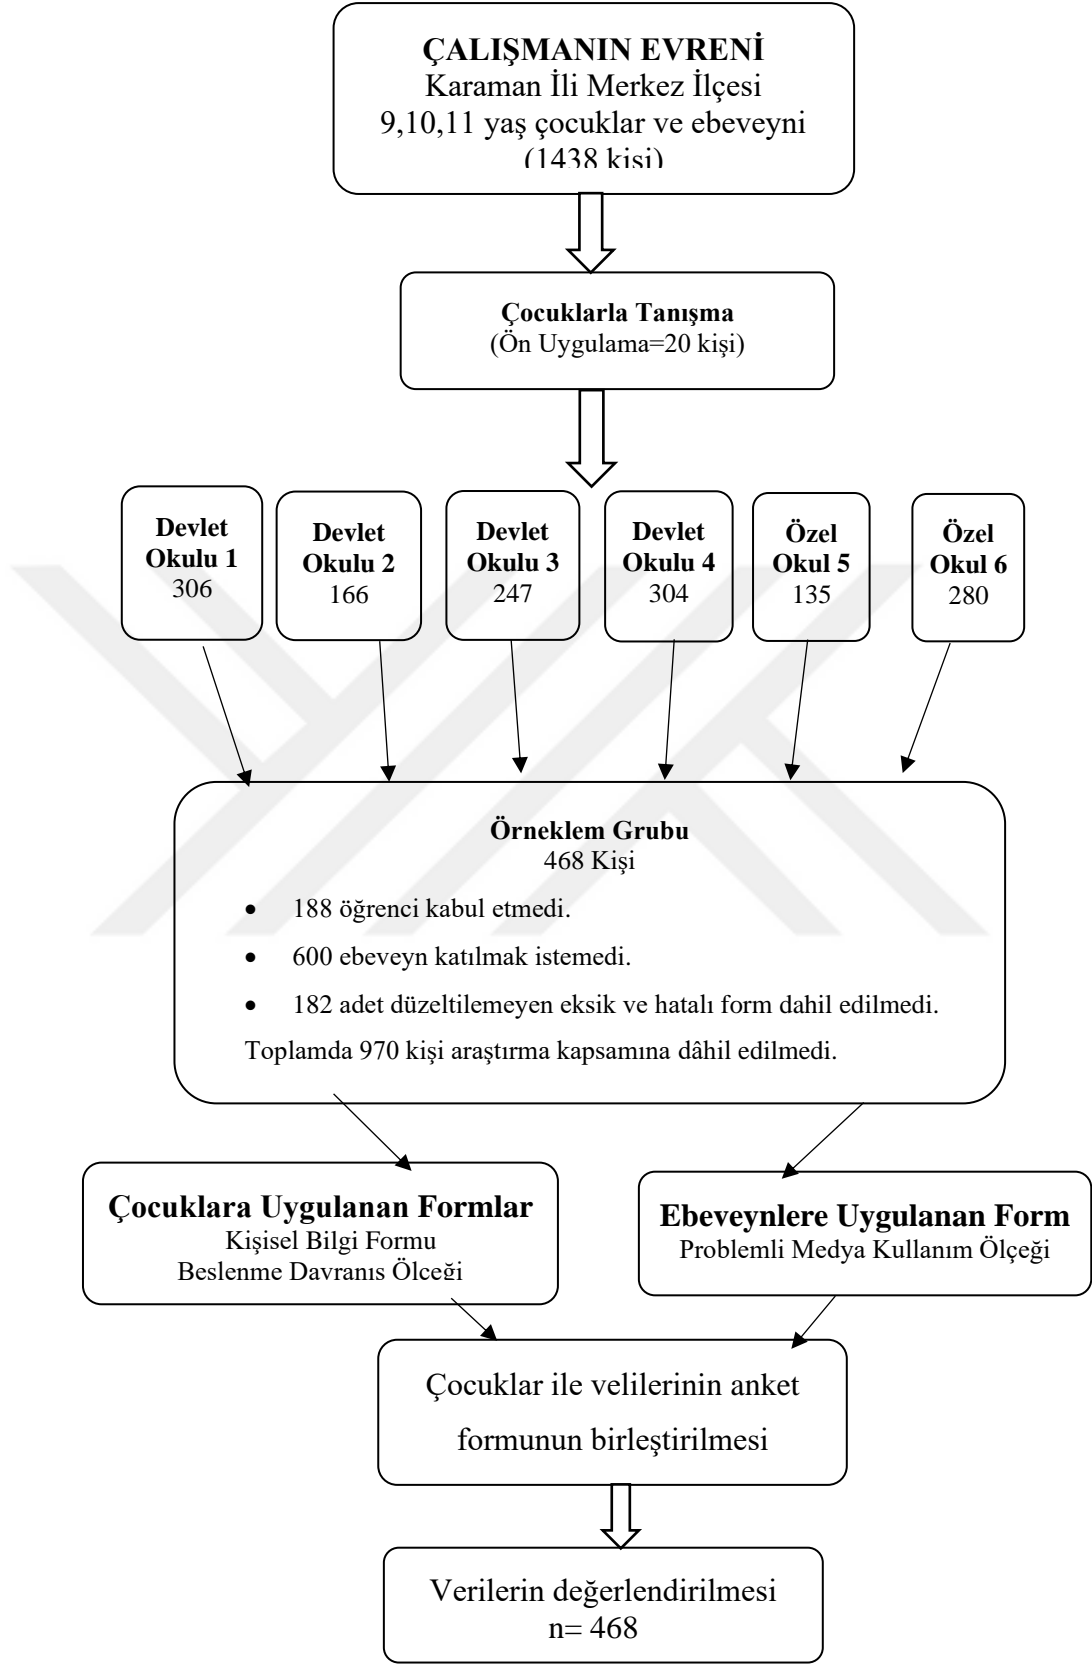 ÇALIŞMANIN EVRENİ
Karaman İli Merkez İlçesi
9,10,11 yaş çocuklar ve ebeveyni
(1438 kişi)
Çocuklarla Tanışma
(Ön Uygulama=20 kişi)
Devlet
Okulu 1
306
Devlet
Okulu 2
166
Devlet
Okulu 3
247
Devlet
Okulu 4
304
Özel
Okul 5
135
Özel
Okul 6
280
Örneklem Grubu
468 Kişi
• 188 öğrenci kabul etmedi.
• 600 ebeveyn katılmak istemedi.
• 182 adet düzeltilemeyen eksik ve hatalı form dahil edilmedi.
Toplamda 970 kişi araştırma kapsamına dâhil edilmedi.
Çocuklara Uygulanan Formlar
Kişisel Bilgi Formu
Beslenme Davranış Ölçeği
Ebeveynlere Uygulanan Form
Problemli Medya Kullanım Ölçeği
Çocuklar ile velilerinin anket
formunun birleştirilmesi
Verilerin değerlendirilmesi
n= 468